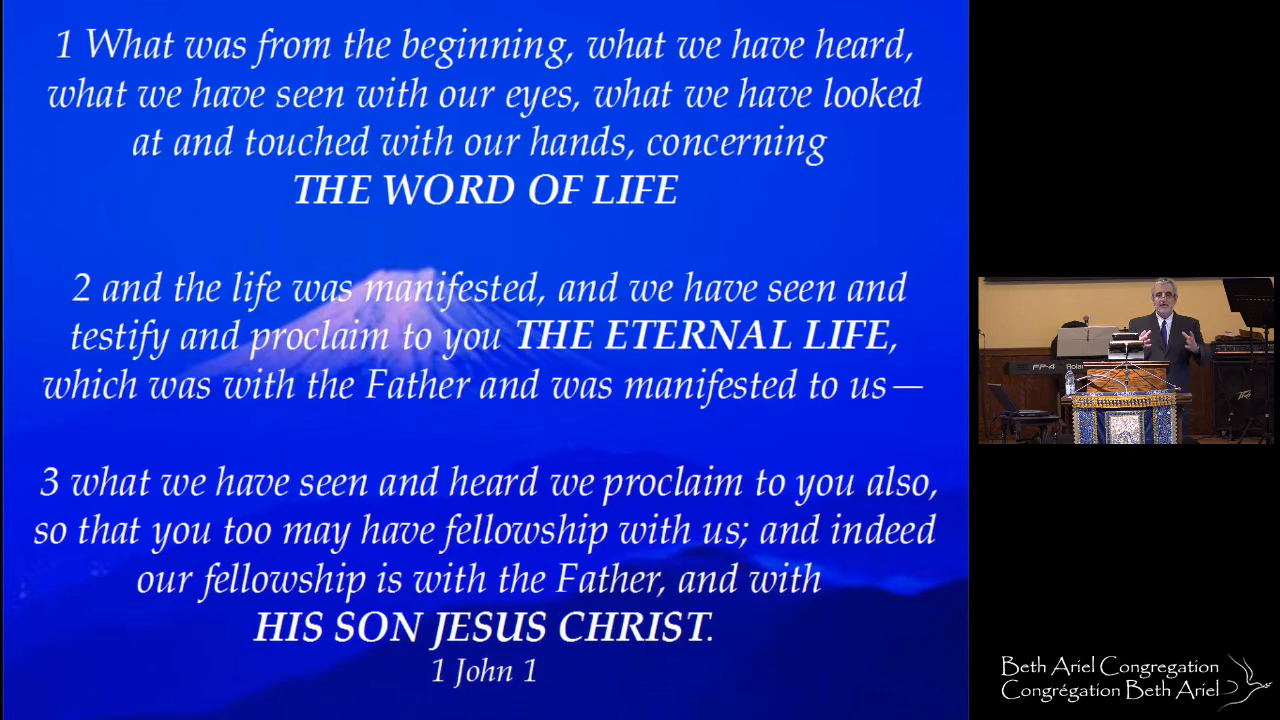 1 What was from the beginning, what we have heard,
what we have seen with our eyes, what we have looked
at and touched with our hands, concerning
THE WORD OF LIFE
2 and the life was manifested, and we have seen and
testify and proclaim to you THE ETERNAL LIFE,
which was with the Father and was manifested to us—
3 what we have seen and heard we proclaim to you also,
so that you too may have fellowship with us; and indeed
our fellowship is with the Father, and with
HIS SON JESUS CHRIST.
1 John 1
FP-4 Roland
PEAVEY
Beth Ariel Congregation
Congrégation Beth Ariel